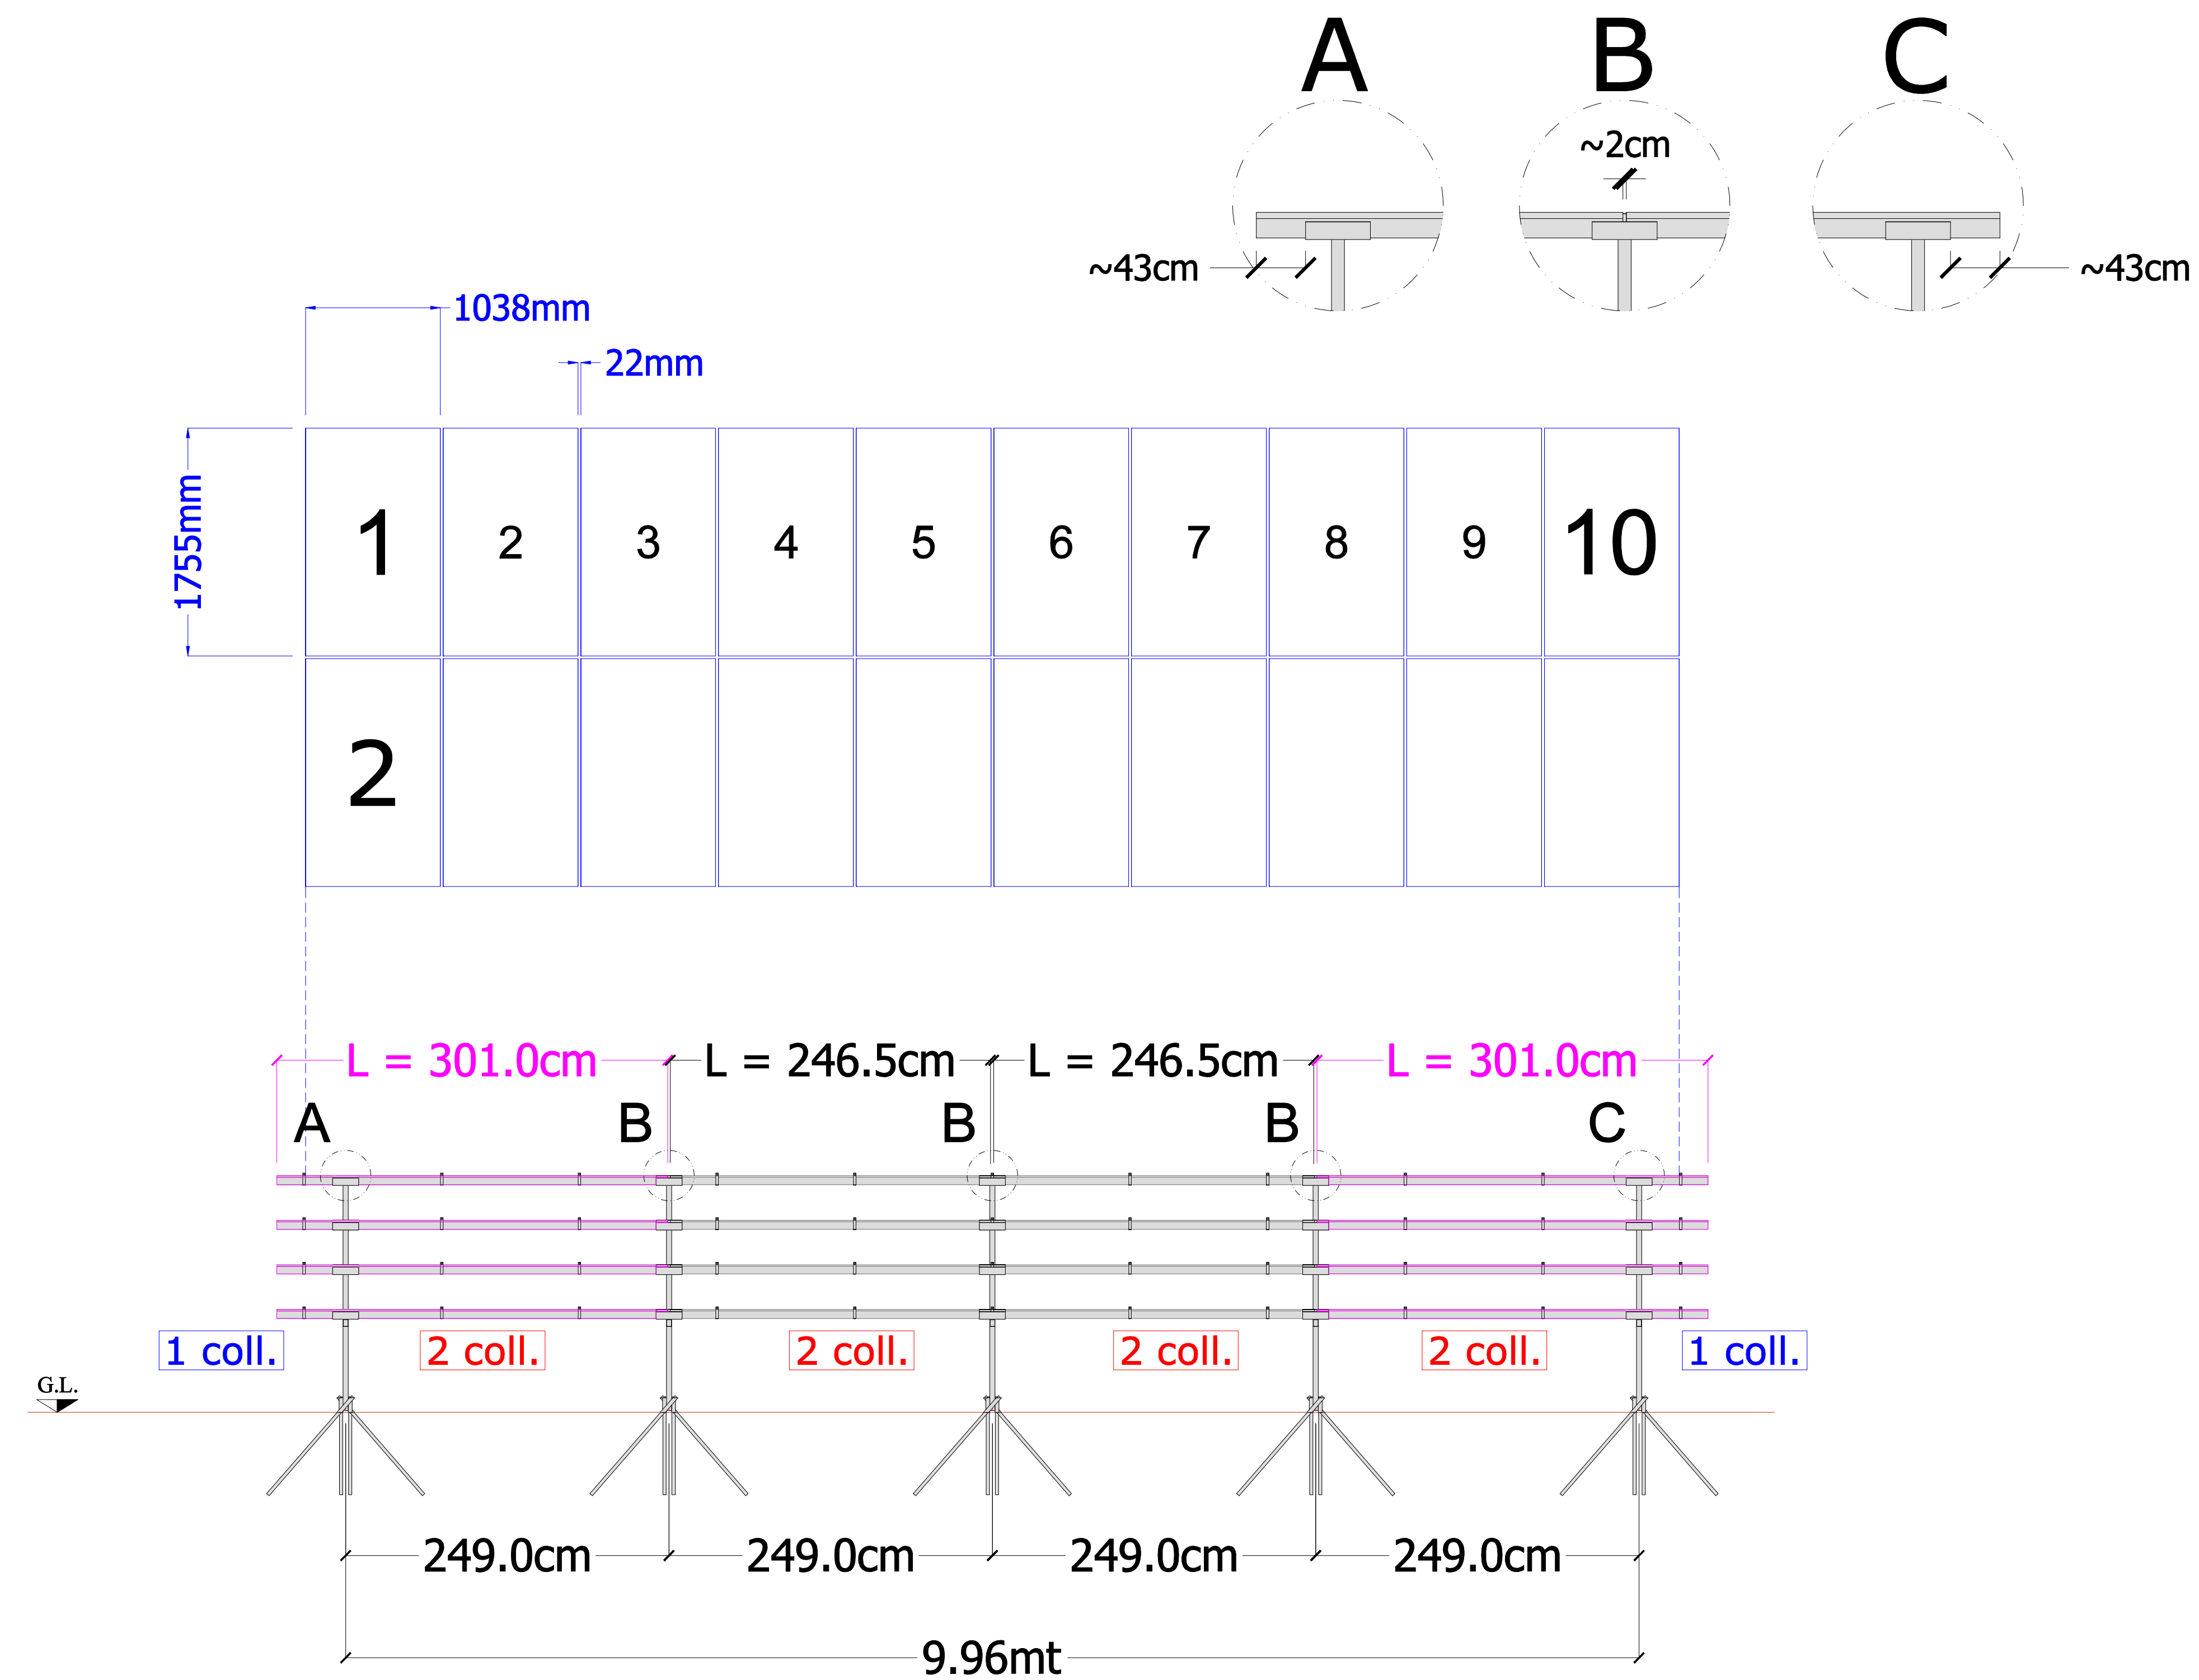 A
B
C
~2cm
~43cm
~43cm
1038mm
22mm
1755mm
1
2
3
4
5
6
7
8
9
10
2
L = 301.0cm
L = 246.5cm
L = 246.5cm
L = 301.0cm
A
B
B
B
C
1 coll.
2 coll.
2 coll.
2 coll.
2 coll.
1 coll.
G.L.
249.0cm
249.0cm
249.0cm
249.0cm
9.96mt